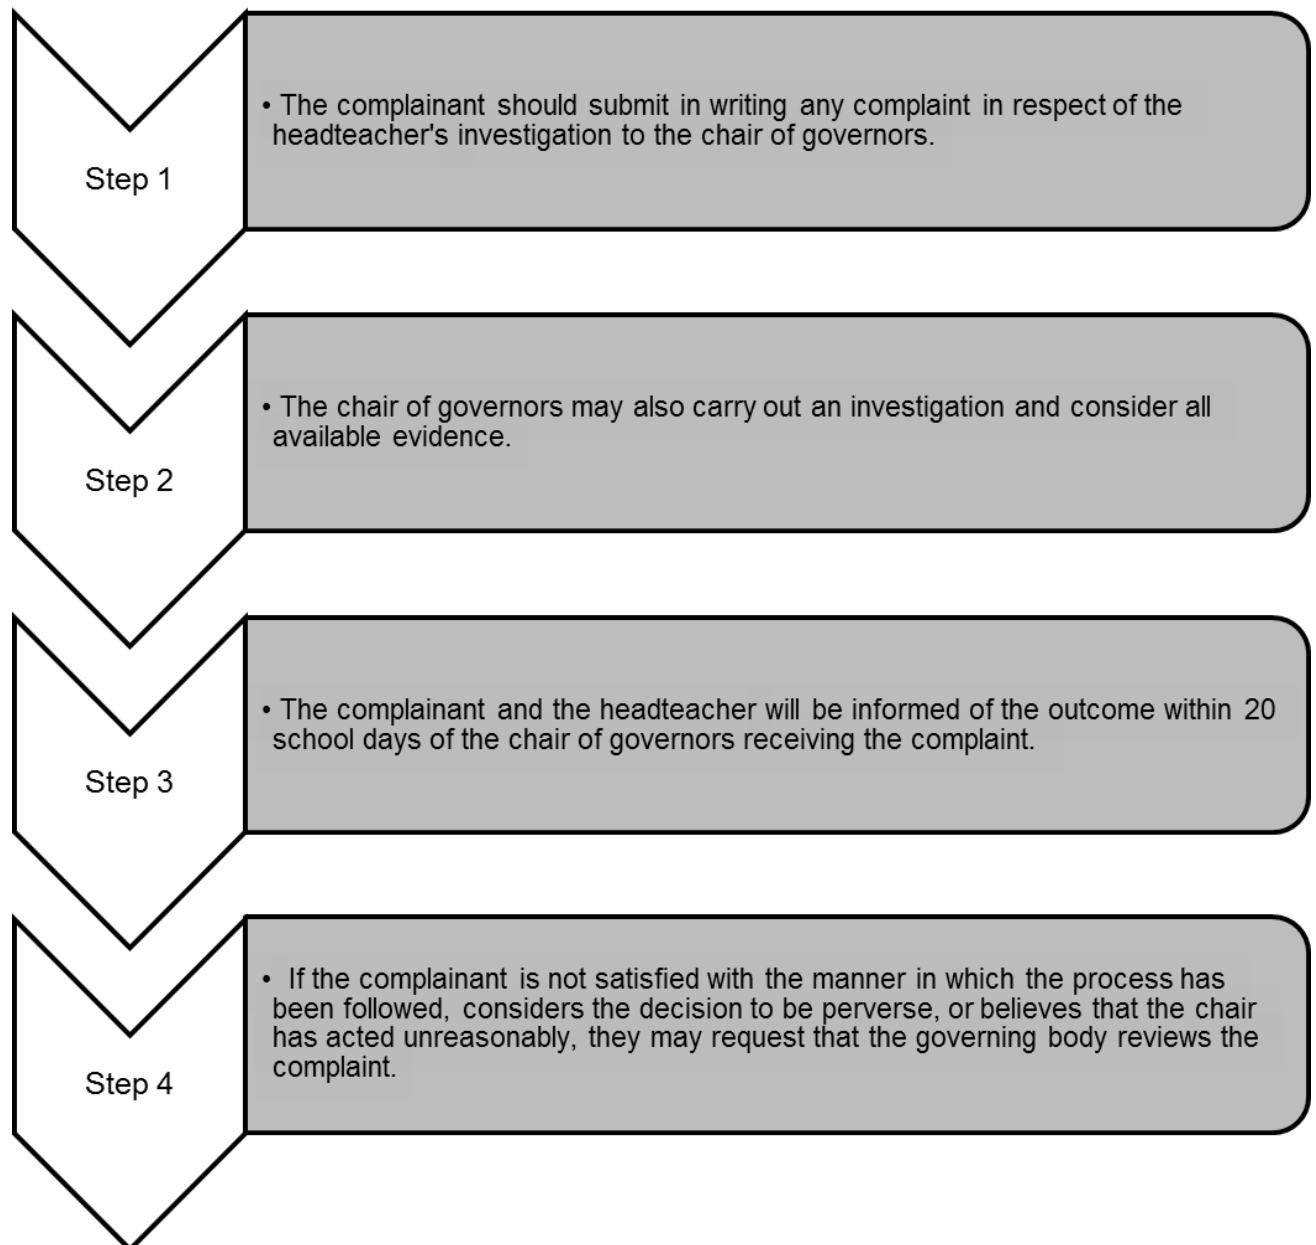 Step 1
• The complainant should submit in writing any complaint in respect of the
headteacher's investigation to the chair of governors.
Step 2
• The chair of governors may also carry out an investigation and consider all
available evidence.
Step 3
• The complainant and the headteacher will be informed of the outcome within 20
school days of the chair of governors receiving the complaint.
Step 4
• If the complainant is not satisfied with the manner in which the process has
been followed, considers the decision to be perverse, or believes that the chair
has acted unreasonably, they may request that the governing body reviews the
complaint.